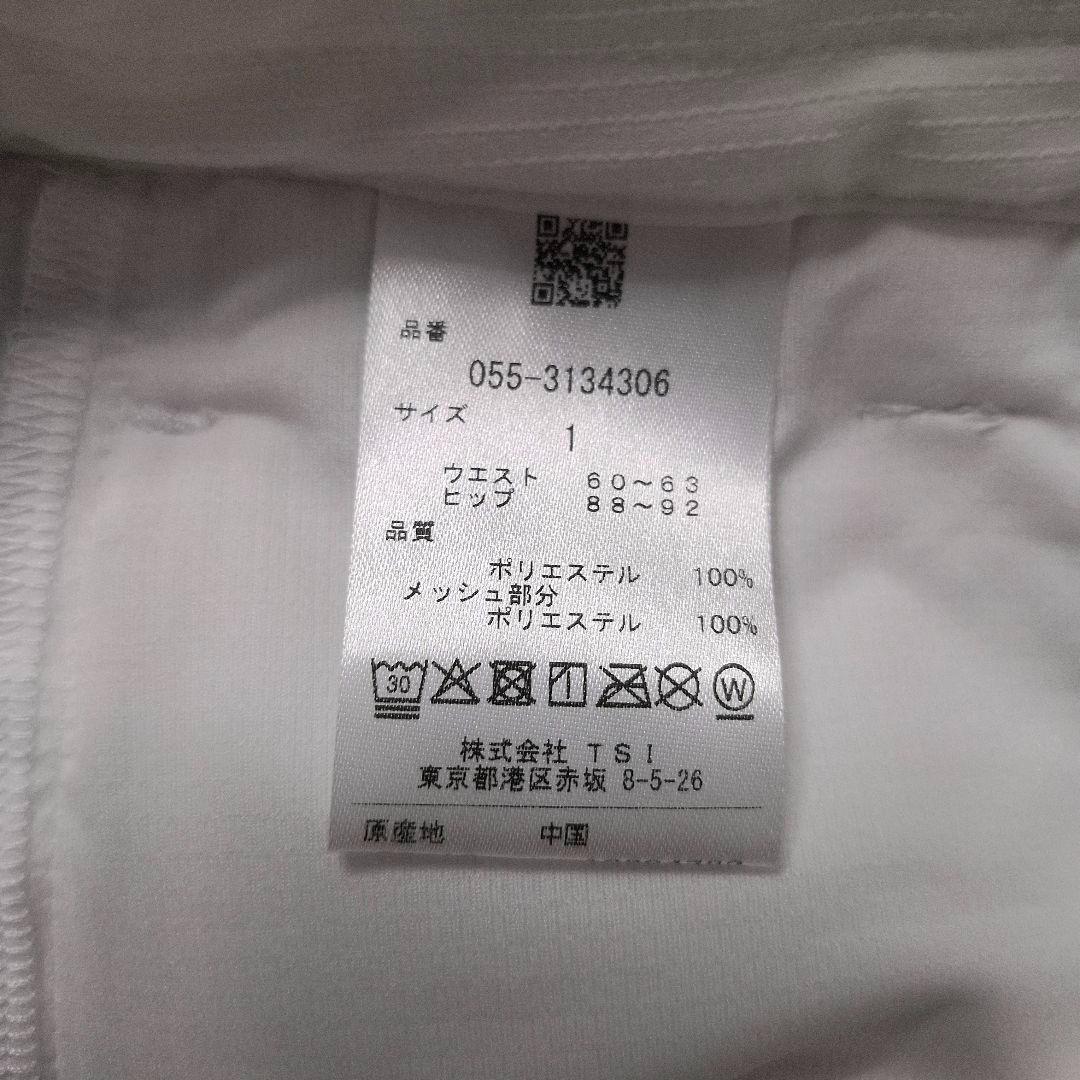 品番
055-3134306
サイズ
1
ウエスト 60～63
ヒップ 88～92
品質
ポリエステル 100%
メッシュ部分
ポリエステル 100%
30
W
株式会社 TSI
東京都港区赤坂 8-5-26
原産地 中国